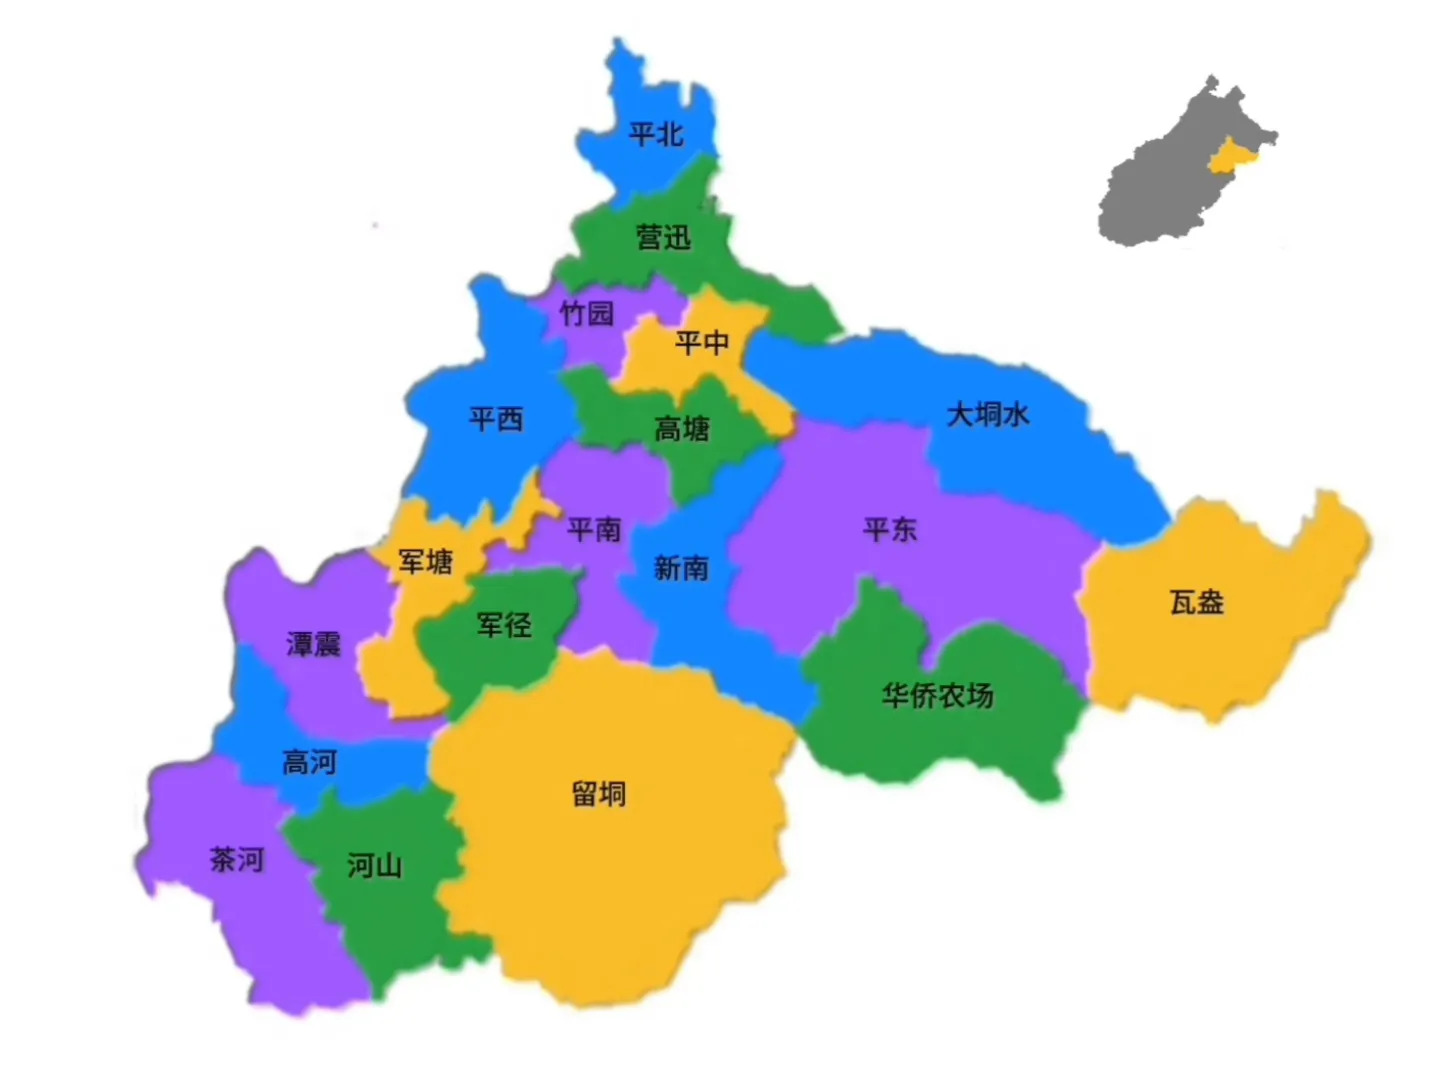 平北
营迅
竹园
平中
平西
高塘
大垌水
平南
平东
军塘
新南
瓦盎
军径
潭震
华侨农场
高河
留垌
茶河
河山